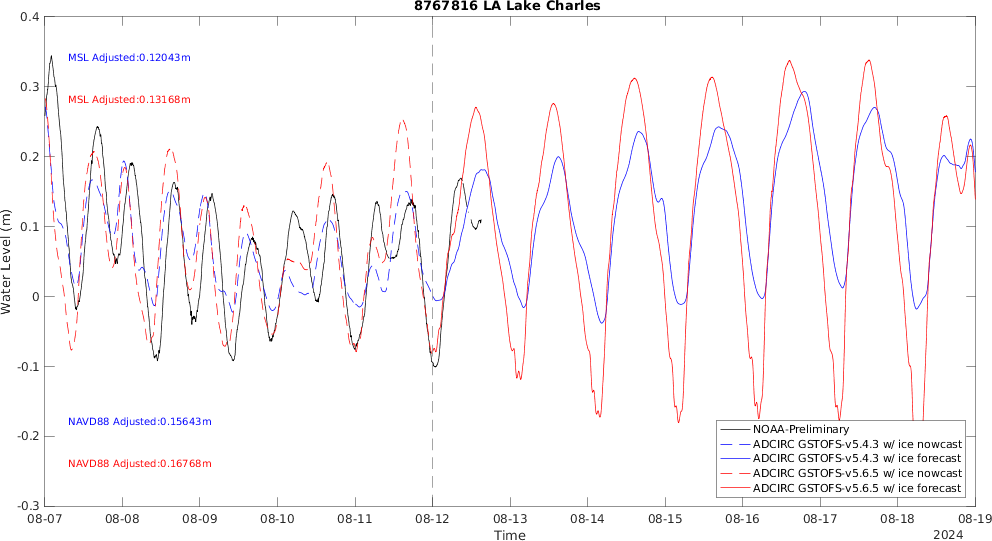 8767816 LA Lake Charles
0.4
0.3
0.2
0.1
0
-0.1
-0.2
-0.3
Water Level (m)
MSL Adjusted:0.12043m
MSL Adjusted:0.13168m
NAVD88 Adjusted:0.15643m
NAVD88 Adjusted:0.16768m
NOAA-Preliminary
ADCIRC GSTOFS-v5.4.3 w/ ice nowcast
ADCIRC GSTOFS-v5.4.3 w/ ice forecast
ADCIRC GSTOFS-v5.6.5 w/ ice nowcast
ADCIRC GSTOFS-v5.6.5 w/ ice forecast
08-07 08-08 08-09 08-10 08-11 08-12 08-13 08-14 08-15 08-16 08-17 08-18 08-19
Time
2024